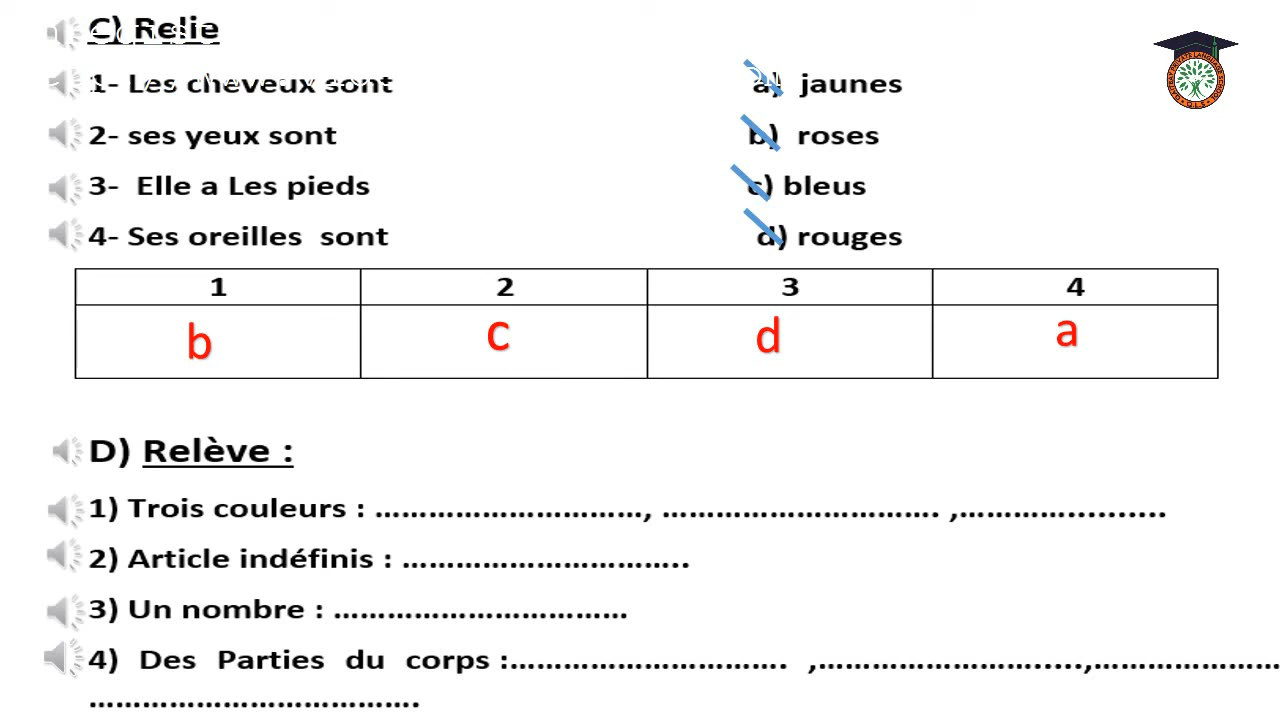 C) Relie
1- Les cheveux sont a) jaunes
2- ses yeux sont b) roses
3- Elle a Les pieds c) bleus
4- Ses oreilles sont d) rouges
1 2 3 4
b c d a
D) Relève :
1) Trois couleurs : …………………………, …………………………. ,………….........
2) Article indéfinis : …………………………..
3) Un nombre : ……………………………
4) Des Parties du corps :…………………………. ,…………………….....,…………………
……………………………….